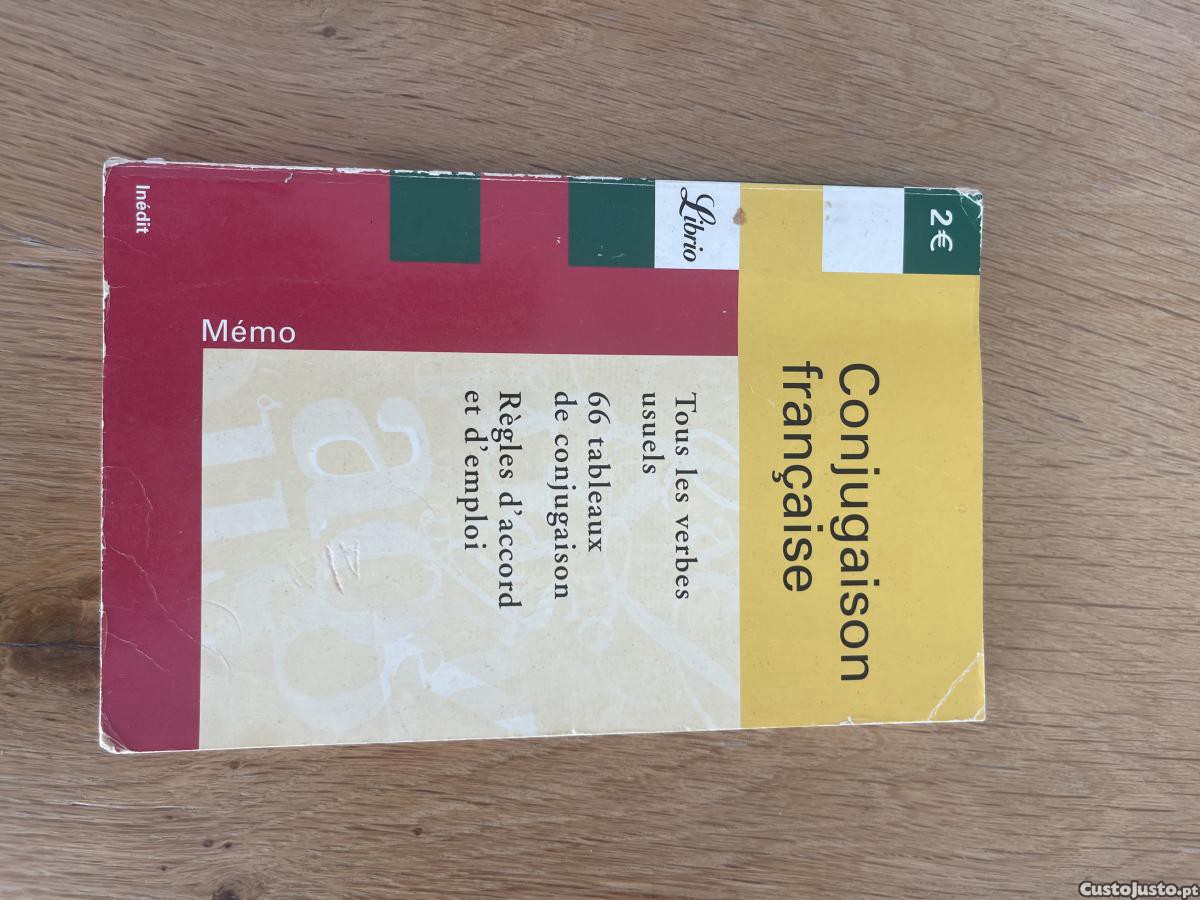 2€
Conjugaison
française
Librio
Tous les verbes
usuels
66 tableaux
de conjugaison
Règles d'accord
et d'emploi
Mémo
Inédit
CustoJusto.pt